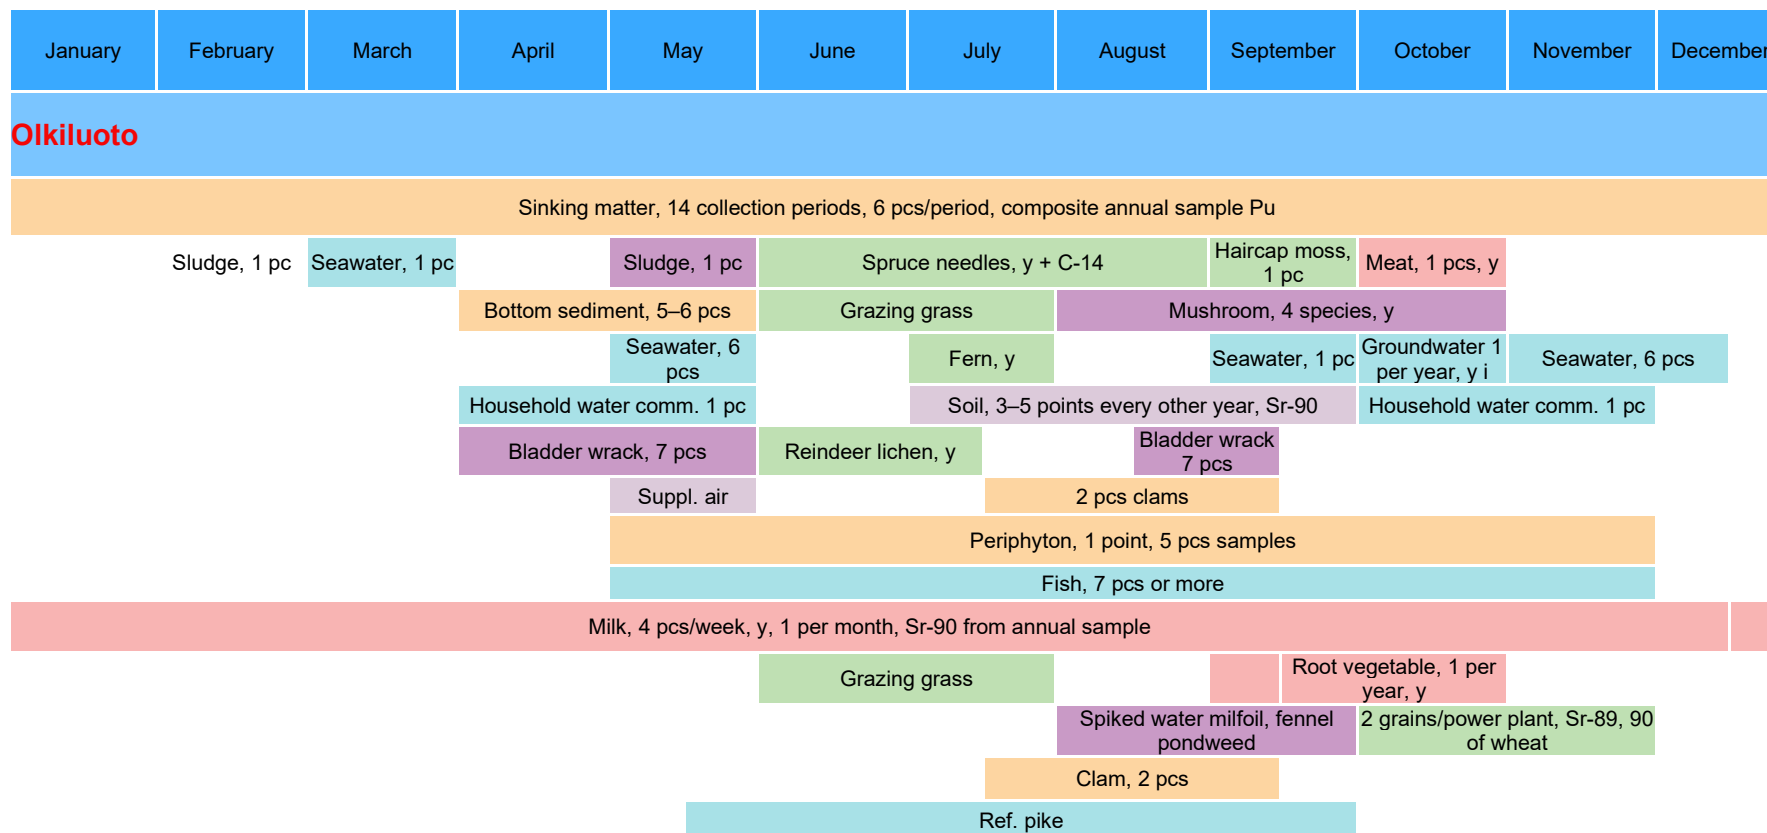 January February March April May June July August September October November December
Olkiluoto
Sinking matter, 14 collection periods, 6 pcs/period, composite annual sample Pu
Sludge, 1 pc
Seawater, 1 pc
Sludge, 1 pc
Spruce needles, y + C-14
Haircap moss,
1 pc
Meat, 1 pcs, y
Bottom sediment, 5–6 pcs
Grazing grass
Mushroom, 4 species, y
Seawater, 6
pcs
Fern, y
Seawater, 1 pc
Groundwater 1
per year, y i
Seawater, 6 pcs
Household water comm. 1 pc
Soil, 3–5 points every other year, Sr-90
Household water comm. 1 pc
Bladder wrack, 7 pcs
Reindeer lichen, y
Bladder wrack
7 pcs
Suppl. air
2 pcs clams
Periphyton, 1 point, 5 pcs samples
Fish, 7 pcs or more
Milk, 4 pcs/week, y, 1 per month, Sr-90 from annual sample
Grazing grass
Root vegetable, 1 per
year, y
Spiked water milfoil, fennel
pondweed
2 grains/power plant, Sr-89, 90
of wheat
Clam, 2 pcs
Ref. pike